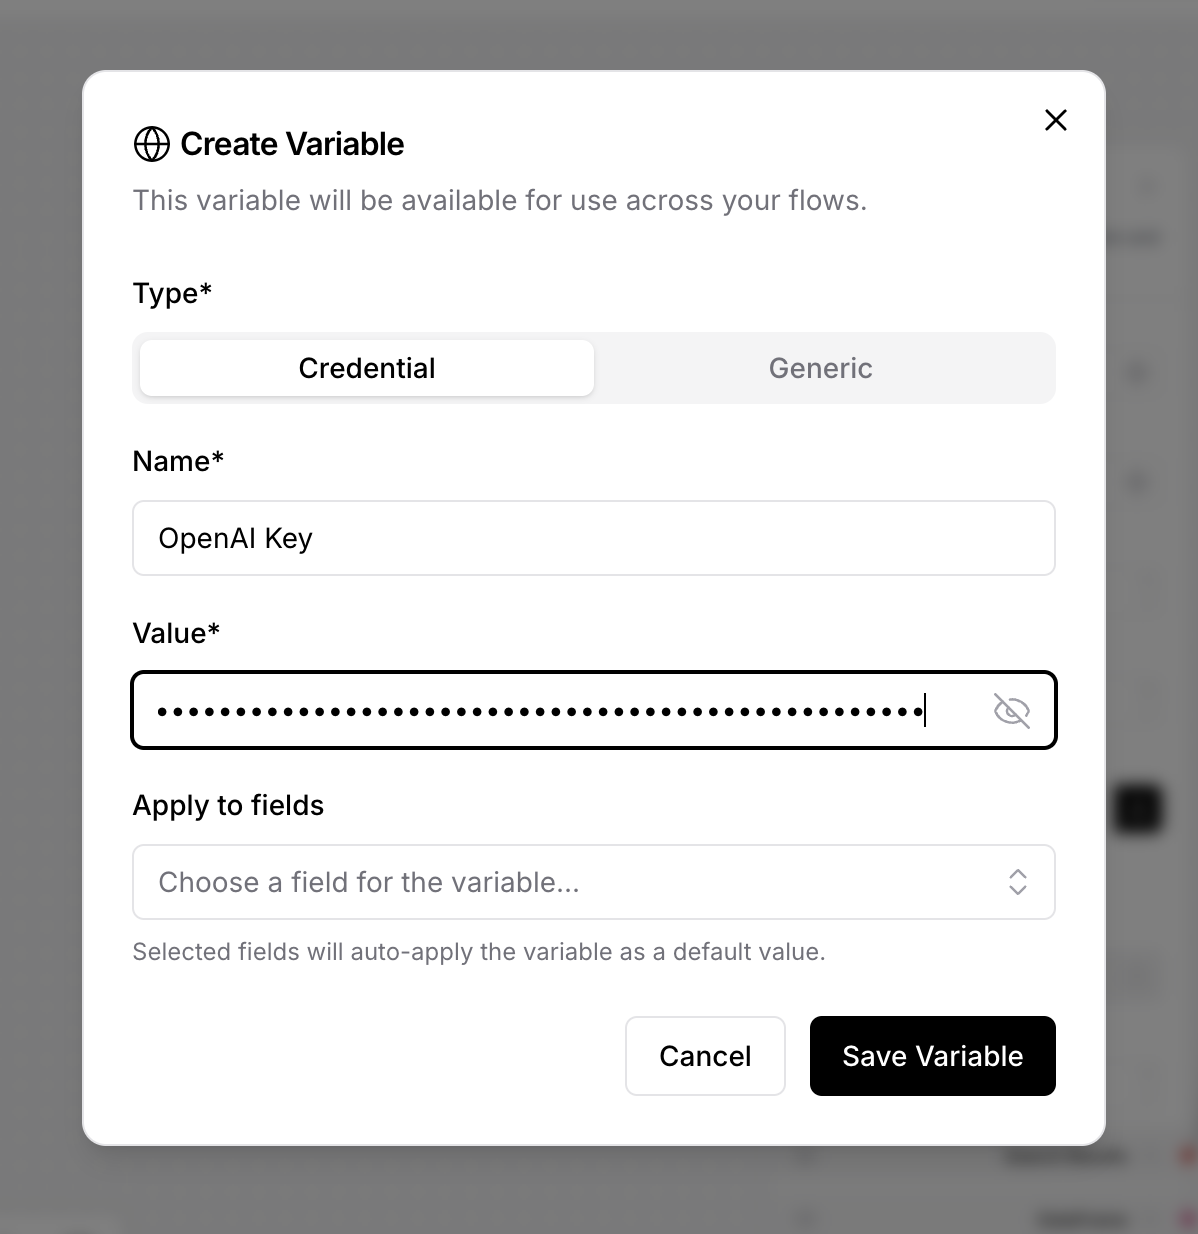 Create Variable
This variable will be available for use across your flows.
Type*
Credential
Generic
Name*
OpenAI Key
Value*
Apply to fields
Choose a field for the variable...
Selected fields will auto-apply the variable as a default value.
Cancel
Save Variable